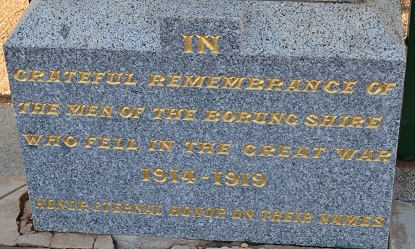 IN
GRATEFUL REMEMBRANCE OF
THE MEN OF THE BORUNG SHIRE
WHO FELL IN THE GREAT WAR
1914-1919
HONOR ETERNAL HONOR ON THEIR NAMES